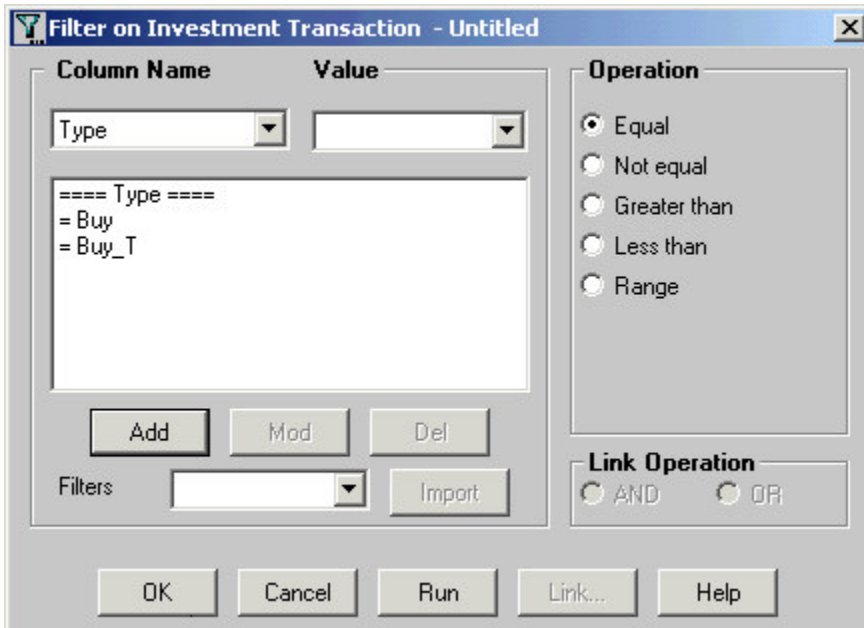 Filter on Investment Transaction - Untitled
Column Name
Value
Type
==== Type ====
= Buy
= Buy_T
Add
Mod
Del
Filters
Import
Operation
Equal
Not equal
Greater than
Less than
Range
Link Operation
AND
OR
OK
Cancel
Run
Link...
Help